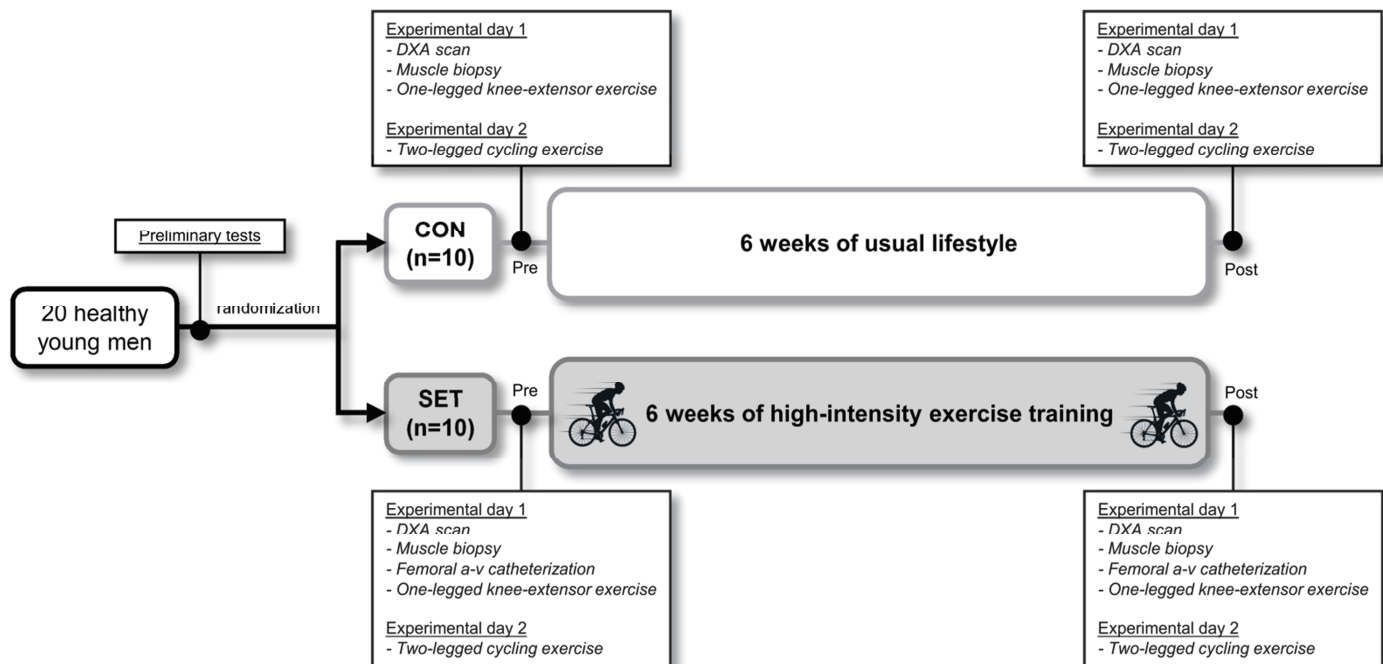 Experimental day 1
- DXA scan
- Muscle biopsy
- One-legged knee-extensor exercise
Experimental day 2
- Two-legged cycling exercise
Experimental day 1
- DXA scan
- Muscle biopsy
- One-legged knee-extensor exercise
Experimental day 2
- Two-legged cycling exercise
Preliminary tests
CON
(n=10)
Pre
6 weeks of usual lifestyle
Post
20 healthy
young men
randomization
SET
(n=10)
Pre
6 weeks of high-intensity exercise training
Post
Experimental day 1
- DXA scan
- Muscle biopsy
- Femoral a-v catheterization
- One-legged knee-extensor exercise
Experimental day 2
- Two-legged cycling exercise
Experimental day 1
- DXA scan
- Muscle biopsy
- Femoral a-v catheterization
- One-legged knee-extensor exercise
Experimental day 2
- Two-legged cycling exercise